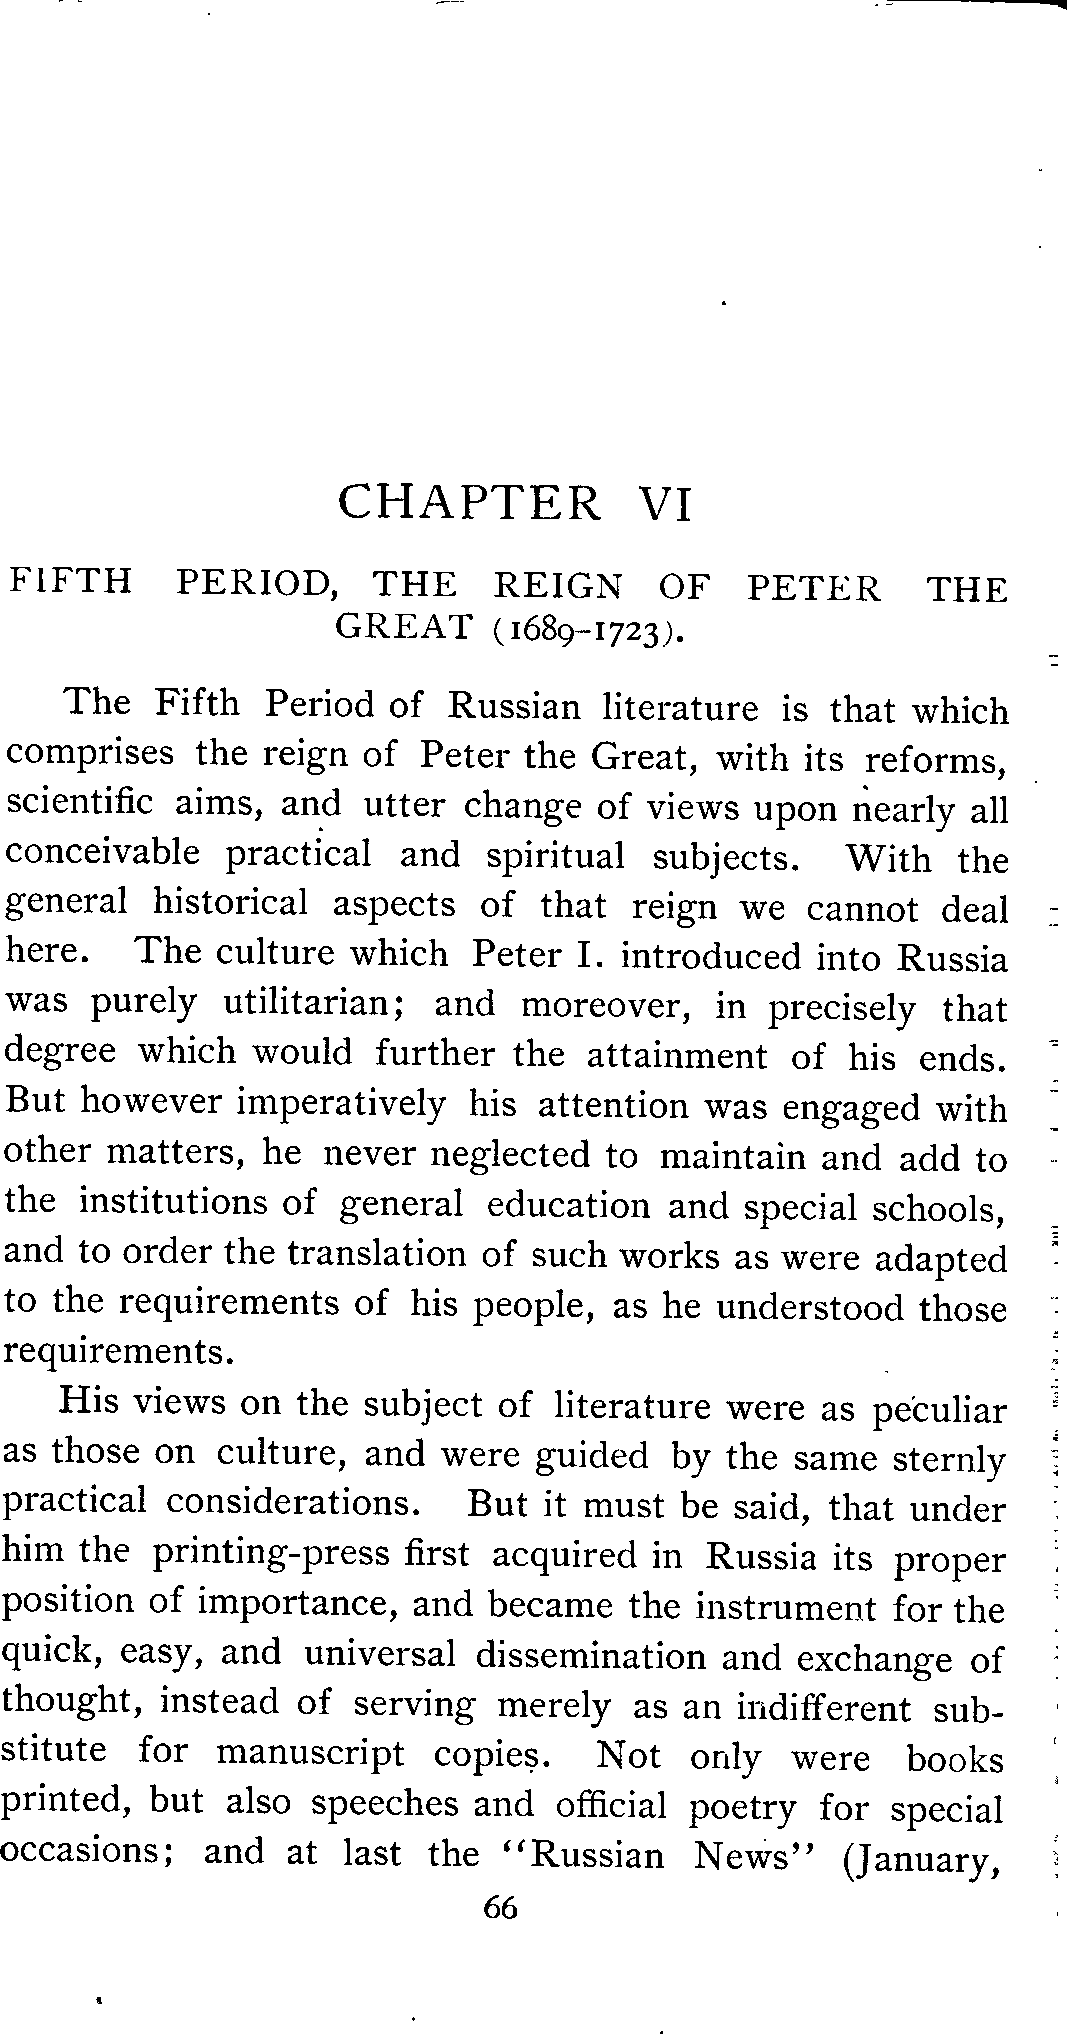 CHAPTER VI
FIFTH PERIOD, THE REIGN OF PETER THE
GREAT (1689-1723).
The Fifth Period of Russian literature is that which
comprises the reign of Peter the Great, with its reforms,
scientific aims, and utter change of views upon nearly all
conceivable practical and spiritual subjects. With the
general historical aspects of that reign we cannot deal
here. The culture which Peter I. introduced into Russia
was purely utilitarian; and moreover, in precisely that
degree which would further the attainment of his ends.
But however imperatively his attention was engaged with
other matters, he never neglected to maintain and add to
the institutions of general education and special schools,
and to order the translation of such works as were adapted
to the requirements of his people, as he understood those
requirements.
His views on the subject of literature were as peculiar
as those on culture, and were guided by the same sternly
practical considerations. But it must be said, that under
him the printing-press first acquired in Russia its proper
position of importance, and became the instrument for the
quick, easy, and universal dissemination and exchange of
thought, instead of serving merely as an indifferent sub-
stitute for manuscript copies. Not only were books
printed, but also speeches and official poetry for special
occasions; and at last the "Russian News" (January,
66